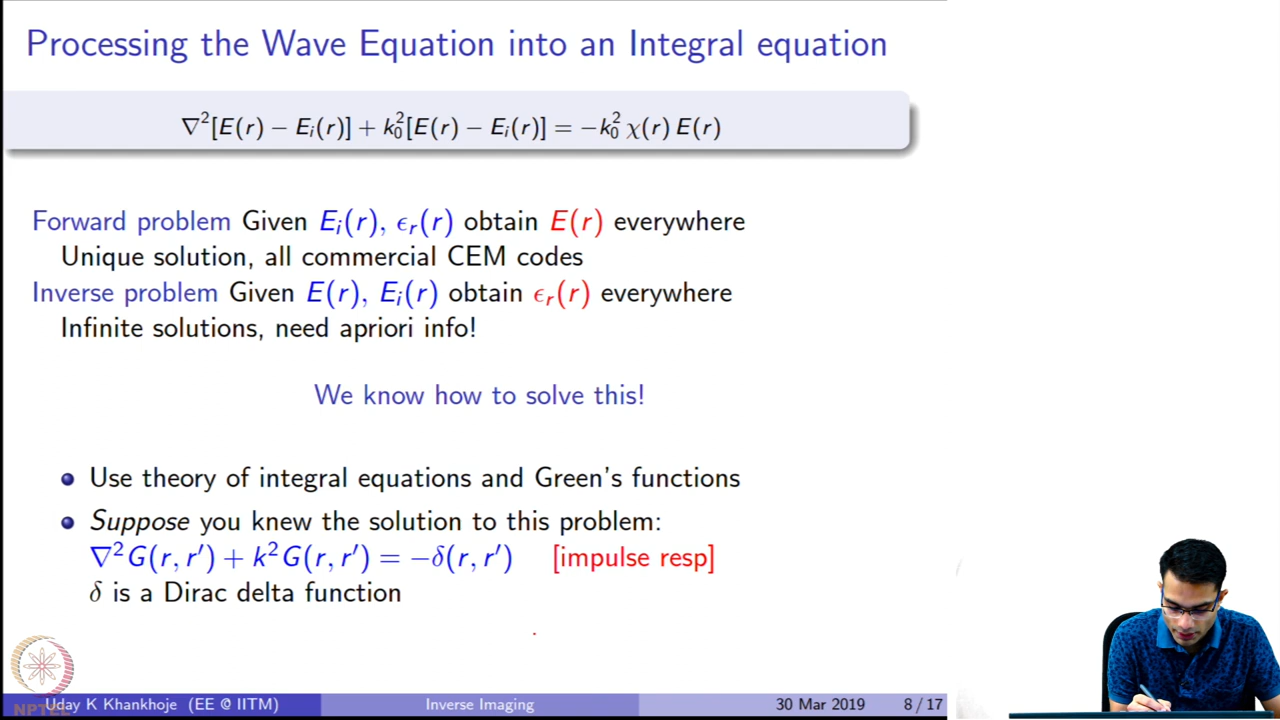 Processing the Wave Equation into an Integral equation
∇²[E(r) − Eᵢ(r)] + k₀²[E(r) − Eᵢ(r)] = −k₀² χ(r) E(r)
Forward problem Given Eᵢ(r), ϵᵣ(r) obtain E(r) everywhere
Unique solution, all commercial CEM codes
Inverse problem Given E(r), Eᵢ(r) obtain ϵᵣ(r) everywhere
Infinite solutions, need apriori info!
We know how to solve this!
Use theory of integral equations and Green's functions
Suppose you knew the solution to this problem:
∇²G(r, r′) + k²G(r, r′) = −δ(r, r′) [impulse resp]
δ is a Dirac delta function
NPTEL
Uday K Khankhoje (EE @ IITM) Inverse Imaging 30 Mar 2019 8 / 17